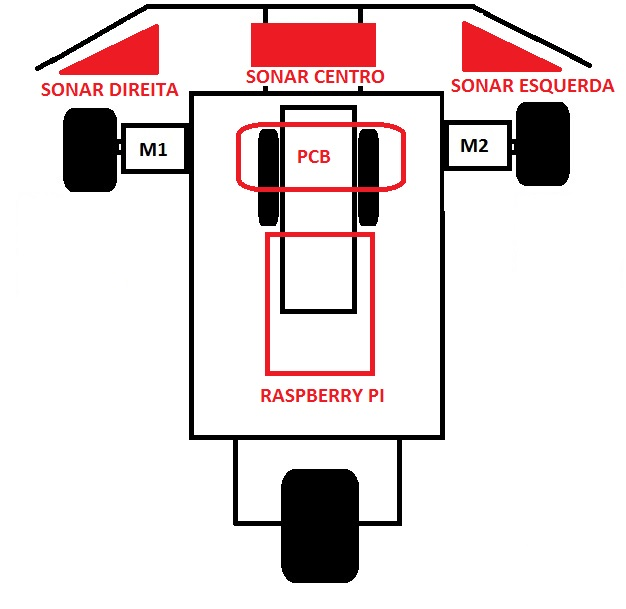 SONAR DIREITA
SONAR CENTRO
SONAR ESQUERDA
M1
PCB
M2
RASPBERRY PI